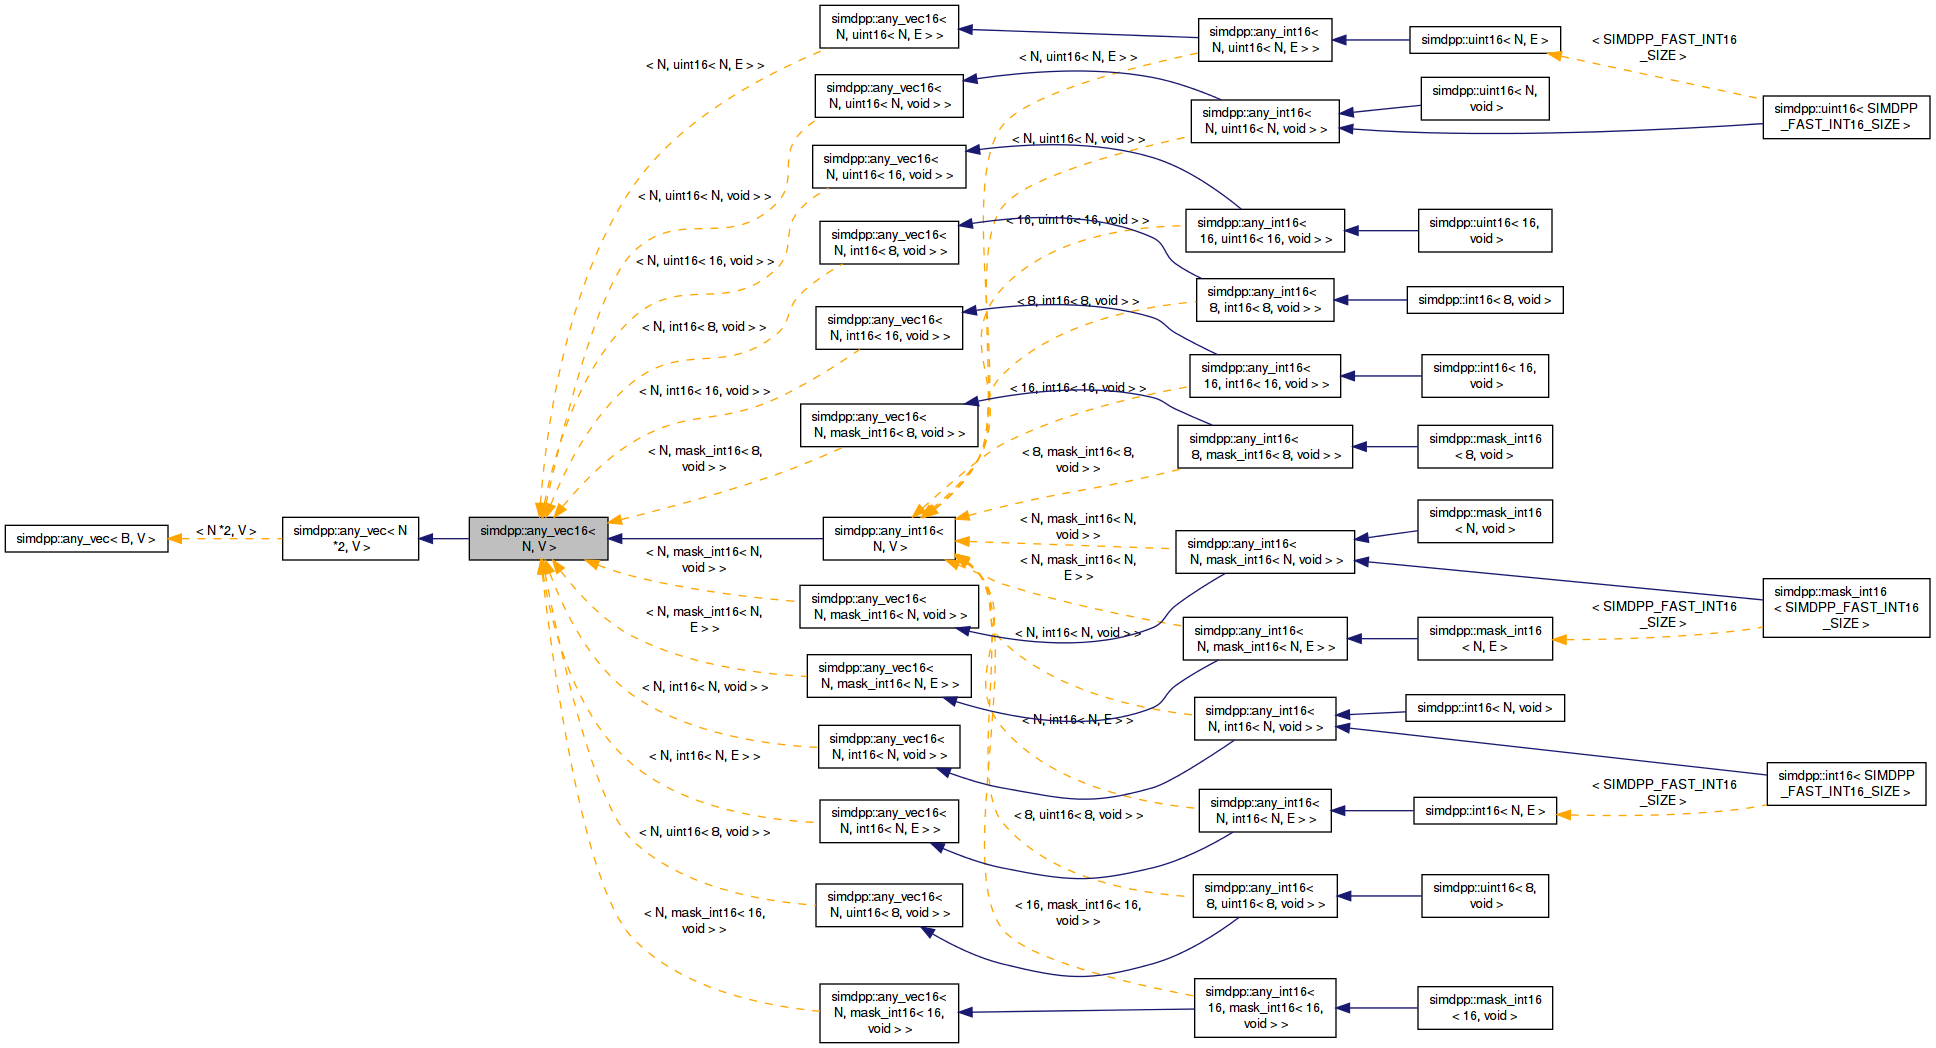 simdpp::any_vec< B, V >
< N *2, V >
simdpp::any_vec< N
*2, V >
simdpp::any_vec16<
N, V >
< N, uint16< N, E > >
< N, uint16< N, void > >
< N, uint16< 16, void > >
< N, int16< 8, void > >
< N, int16< 16, void > >
< N, mask_int16< 8,
void > >
< N, mask_int16< N,
void > >
< N, mask_int16< N,
E > >
< N, int16< N, void > >
< N, int16< N, E > >
< N, uint16< 8, void > >
< N, mask_int16< 16,
void > >
simdpp::any_vec16<
N, uint16< N, E > >
simdpp::any_vec16<
N, uint16< N, void > >
simdpp::any_vec16<
N, uint16< 16, void > >
simdpp::any_vec16<
N, int16< 8, void > >
simdpp::any_vec16<
N, int16< 16, void > >
simdpp::any_vec16<
N, mask_int16< 8, void > >
simdpp::any_int16<
N, V >
simdpp::any_vec16<
N, mask_int16< N, void > >
simdpp::any_vec16<
N, mask_int16< N, E > >
simdpp::any_vec16<
N, int16< N, void > >
simdpp::any_vec16<
N, int16< N, E > >
simdpp::any_vec16<
N, uint16< 8, void > >
simdpp::any_vec16<
N, mask_int16< 16,
void > >
< N, uint16< N, E > >
< N, uint16< N, void > >
< 16, uint16< 16, void > >
< 8, int16< 8, void > >
< 16, int16< 16, void > >
< 8, mask_int16< 8,
void > >
< N, mask_int16< N,
void > >
< N, mask_int16< N,
E > >
< N, int16< N, void > >
< N, int16< N, E > >
< 8, uint16< 8, void > >
< 16, mask_int16< 16,
void > >
simdpp::any_int16<
N, uint16< N, E > >
simdpp::any_int16<
N, uint16< N, void > >
simdpp::any_int16<
16, uint16< 16, void > >
simdpp::any_int16<
8, int16< 8, void > >
simdpp::any_int16<
16, int16< 16, void > >
simdpp::any_int16<
8, mask_int16< 8, void > >
simdpp::any_int16<
N, mask_int16< N, void > >
simdpp::any_int16<
N, mask_int16< N, E > >
simdpp::any_int16<
N, int16< N, void > >
simdpp::any_int16<
N, int16< N, E > >
simdpp::any_int16<
8, uint16< 8, void > >
simdpp::any_int16<
16, mask_int16< 16,
void > >
simdpp::uint16< N, E >
simdpp::uint16< N,
void >
simdpp::uint16< 16,
void >
simdpp::int16< 8, void >
simdpp::int16< 16,
void >
simdpp::mask_int16
< 8, void >
simdpp::mask_int16
< N, void >
simdpp::mask_int16
< N, E >
simdpp::int16< N, void >
simdpp::int16< N, E >
simdpp::uint16< 8,
void >
simdpp::mask_int16
< 16, void >
< SIMDPP_FAST_INT16
_SIZE >
< SIMDPP_FAST_INT16
_SIZE >
< SIMDPP_FAST_INT16
_SIZE >
simdpp::uint16< SIMDPP
_FAST_INT16_SIZE >
simdpp::mask_int16
< SIMDPP_FAST_INT16
_SIZE >
simdpp::int16< SIMDPP
_FAST_INT16_SIZE >